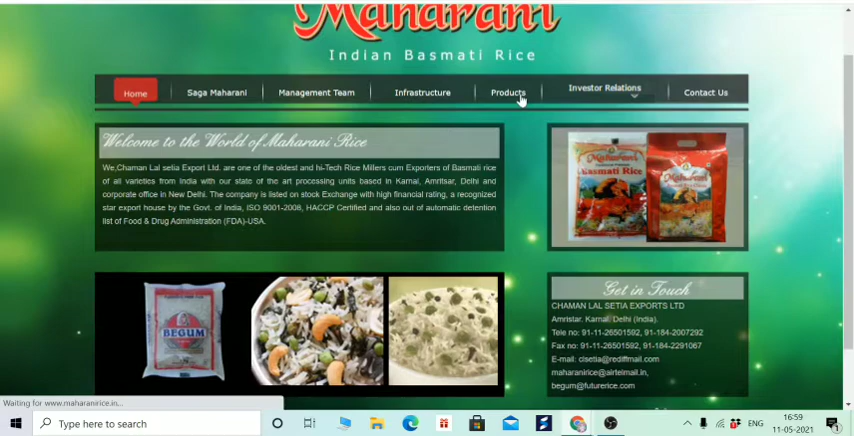 Maharani
Indian Basmati Rice
Home Saga Maharani Management Team Infrastructure Products Investor Relations Contact Us
Welcome to the World of Maharani Rice
We,Chaman Lal setia Export Ltd. are one of the oldest and hi-Tech Rice Millers cum Exporters of Basmati rice
of all varieties from India with our state of the art processing units based in Karnal, Amritsar, Delhi and
corporate office in New Delhi. The company is listed on stock Exchange with high financial rating, a recognized
star export house by the Govt. of India, ISO 9001-2008, HACCP Certified and also out of automatic detention
list of Food & Drug Administration (FDA)-USA.
Maharani
Basmati Rice
Maharani
BEGUM
Get in Touch
CHAMAN LAL SETIA EXPORTS LTD
Amristar. Karnal. Delhi (India).
Tele no: 91-11-26501592, 91-184-2007292
Fax no: 91-11-26501592, 91-184-2291067
E-mail: clsetia@rediffmail.com
maharanirice@airtelmail.in,
begum@futurerice.com
Waiting for www.maharanirice.in...
Type here to search
ENG
16:59
11-05-2021
1